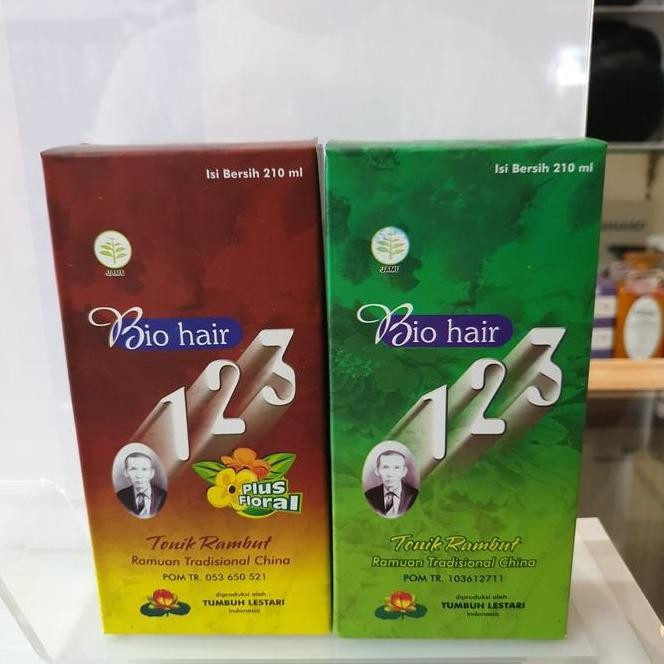 Isi Bersih 210 ml
JAMU
Bio hair
123
Plus
Floral
Tonik Rambut
Ramuan Tradisional China
POM TR. 053 650 521
diproduksi oleh
TUMBUH LESTARI
Indonesia
Isi Bersih 210 ml
JAMU
Bio hair
123
Tonik Rambut
Ramuan Tradisional China
POM TR. 103612711
diproduksi oleh
TUMBUH LESTARI
Indonesia